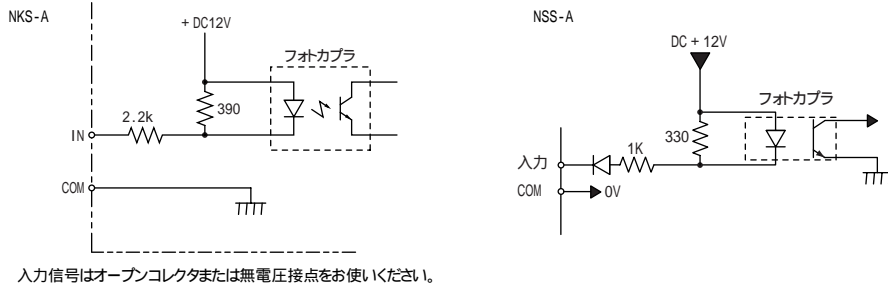 NKS-A
+DC12V
フォトカプラ
390
2.2k
IN
COM
入力信号はオープンコレクタまたは無電圧接点をお使いください。
NSS-A
DC+12V
フォトカプラ
330
1K
入力
COM
0V